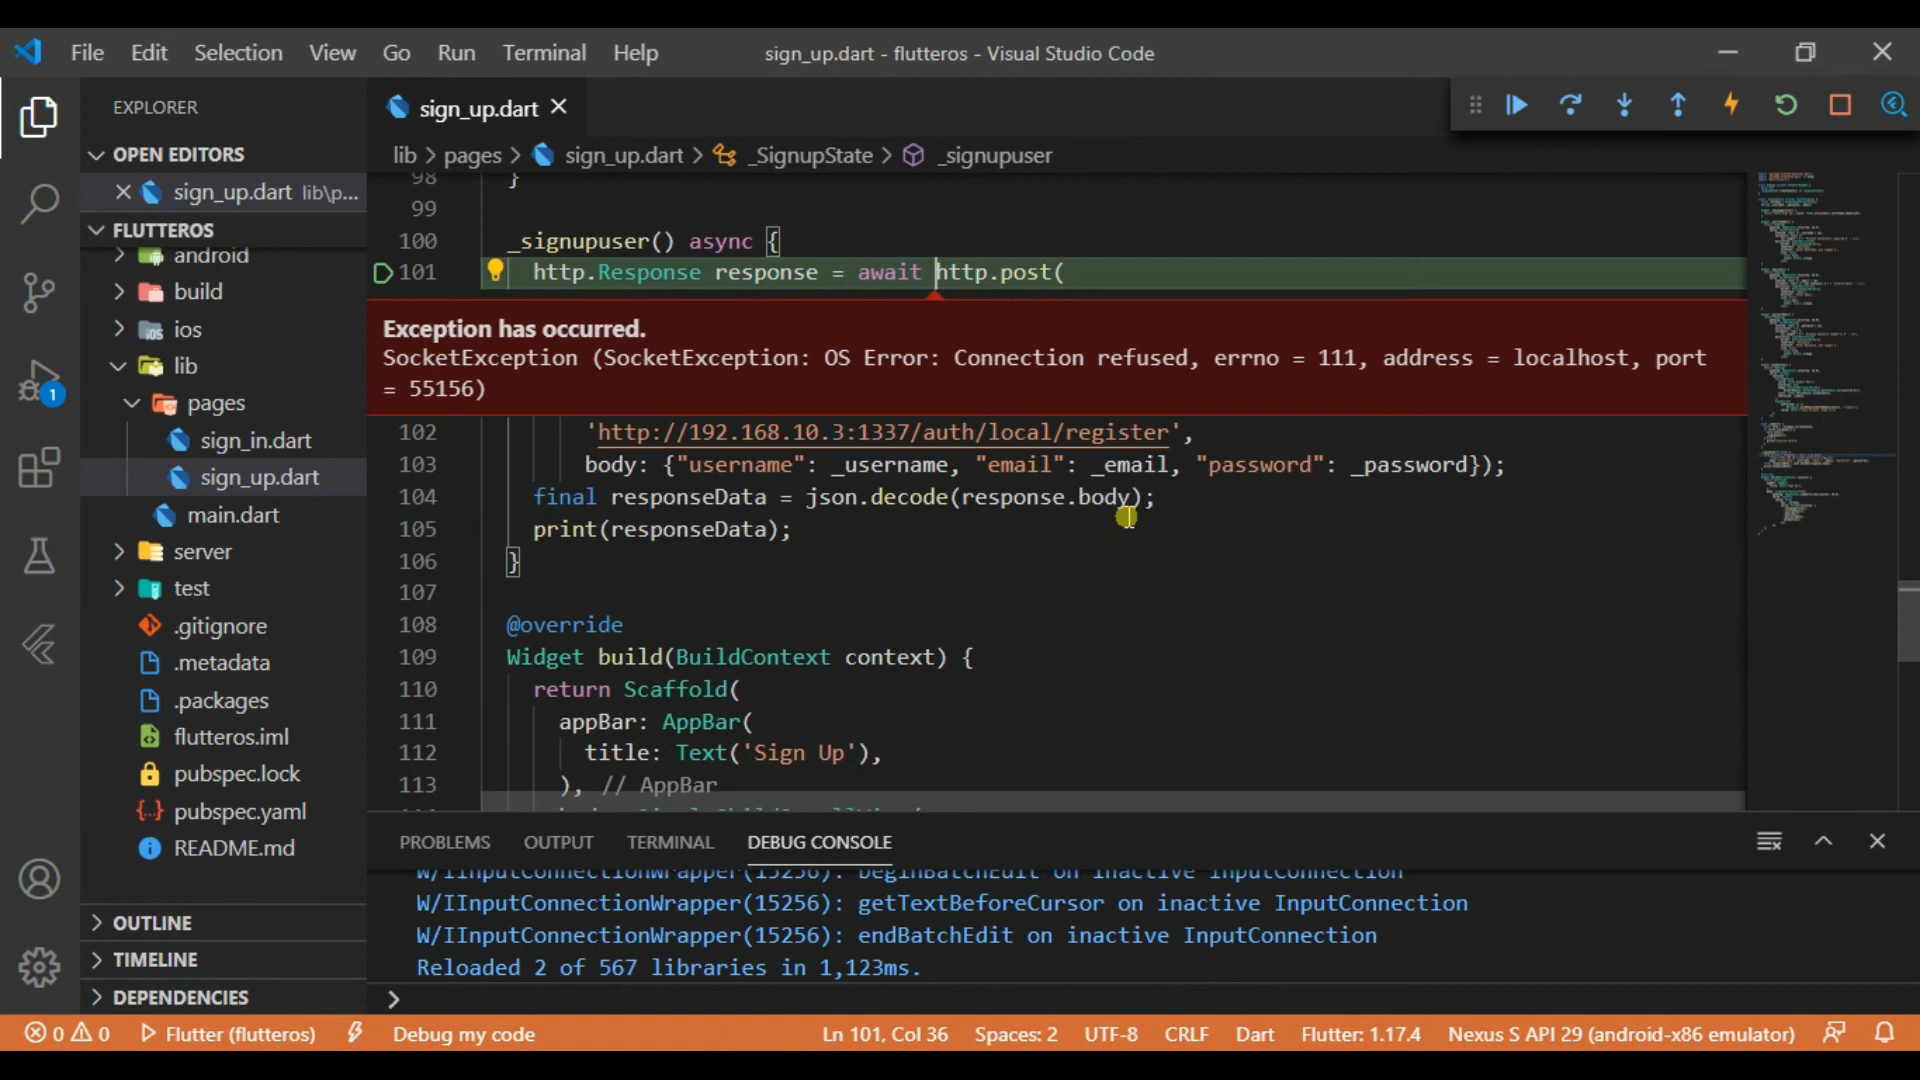 File Edit Selection View Go Run Terminal Help
sign_up.dart - flutteros - Visual Studio Code
EXPLORER
OPEN EDITORS
sign_up.dart lib\p...
FLUTTEROS
android
build
ios
lib
pages
sign_in.dart
sign_up.dart
main.dart
server
test
.gitignore
.metadata
.packages
flutteros.iml
pubspec.lock
pubspec.yaml
README.md
OUTLINE
TIMELINE
DEPENDENCIES
1
sign_up.dart
lib > pages > sign_up.dart > _SignupState > _signupuser
98 }
99
100 _signupuser() async {
101 http.Response response = await http.post(
Exception has occurred.
SocketException (SocketException: OS Error: Connection refused, errno = 111, address = localhost, port
= 55156)
102 'http://192.168.10.3:1337/auth/local/register',
103 body: {"username": _username, "email": _email, "password": _password});
104 final responseData = json.decode(response.body);
105 print(responseData);
106 }
107
108 @override
109 Widget build(BuildContext context) {
110 return Scaffold(
111 appBar: AppBar(
112 title: Text('Sign Up'),
113 ), // AppBar
PROBLEMS OUTPUT TERMINAL DEBUG CONSOLE
W/IInputConnectionWrapper(15256): beginBatchEdit on inactive InputConnection
W/IInputConnectionWrapper(15256): getTextBeforeCursor on inactive InputConnection
W/IInputConnectionWrapper(15256): endBatchEdit on inactive InputConnection
Reloaded 2 of 567 libraries in 1,123ms.
>
0 0 Flutter (flutteros) Debug my code Ln 101, Col 36 Spaces: 2 UTF-8 CRLF Dart Flutter: 1.17.4 Nexus S API 29 (android-x86 emulator)